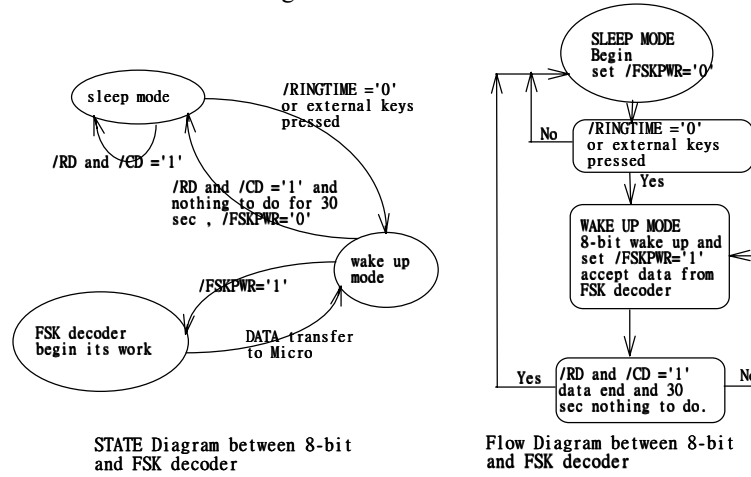 sleep mode
/RINGTIME ='0'
or external keys
pressed
/RD and /CD ='1'
/RD and /CD ='1' and
nothing to do for 30
sec , /FSKPWR='0'
wake up
mode
/FSKPWR='1'
FSK decoder
begin its work
DATA transfer
to Micro
STATE Diagram between 8-bit
and FSK decoder
SLEEP MODE
Begin
set /FSKPWR='0'
No
/RINGTIME ='0'
or external keys
pressed
Yes
WAKE UP MODE
8-bit wake up and
set /FSKPWR='1'
accept data from
FSK decoder
Yes
/RD and /CD ='1'
data end and 30
sec nothing to do.
No
Flow Diagram between 8-bit
and FSK decoder